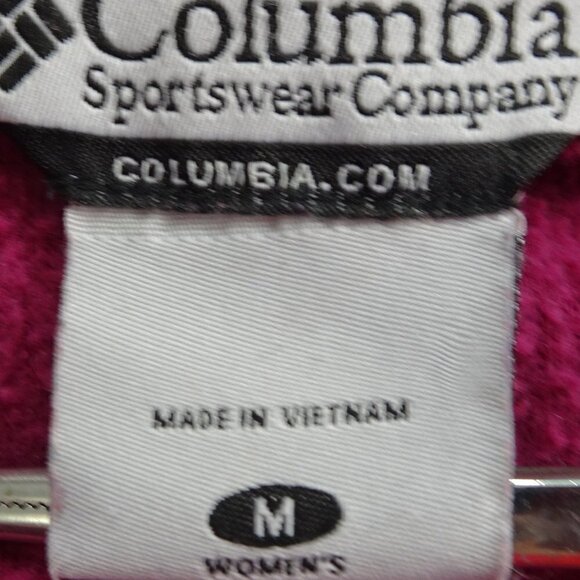 Columbia
Sportswear Company
COLUMBIA.COM
MADE IN VIETNAM
M
WOMEN'S